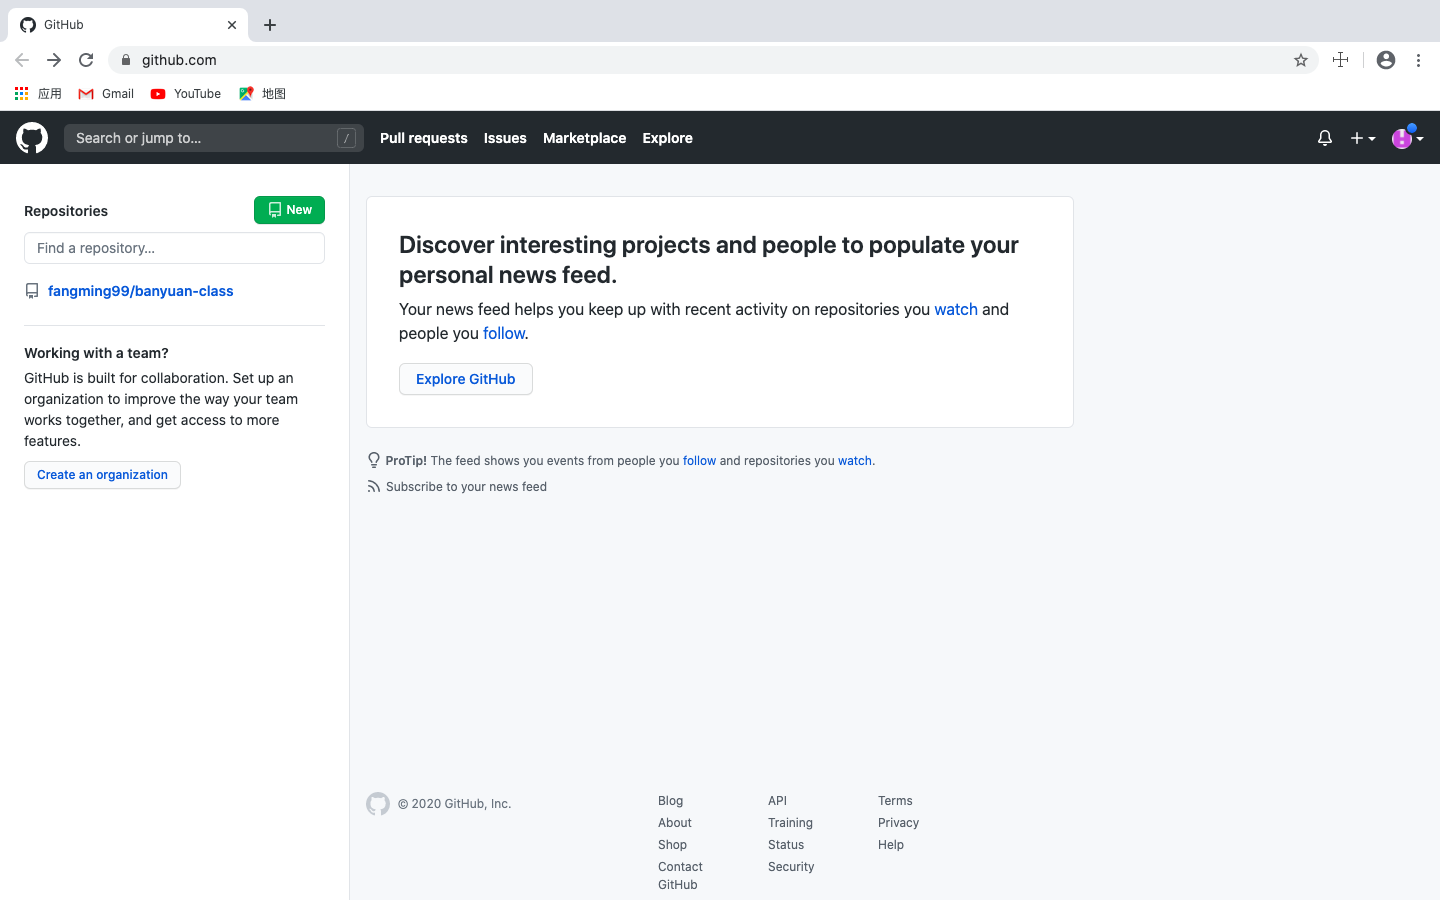 GitHub
github.com
应用
Gmail
YouTube
地图
Search or jump to...
/
Pull requests
Issues
Marketplace
Explore
Repositories
New
Find a repository...
fangming99/banyuan-class
Working with a team?
GitHub is built for collaboration. Set up an
organization to improve the way your team
works together, and get access to more
features.
Create an organization
Discover interesting projects and people to populate your
personal news feed.
Your news feed helps you keep up with recent activity on repositories you watch and
people you follow.
Explore GitHub
ProTip! The feed shows you events from people you follow and repositories you watch.
Subscribe to your news feed
© 2020 GitHub, Inc.
Blog
About
Shop
Contact
GitHub
API
Training
Status
Security
Terms
Privacy
Help